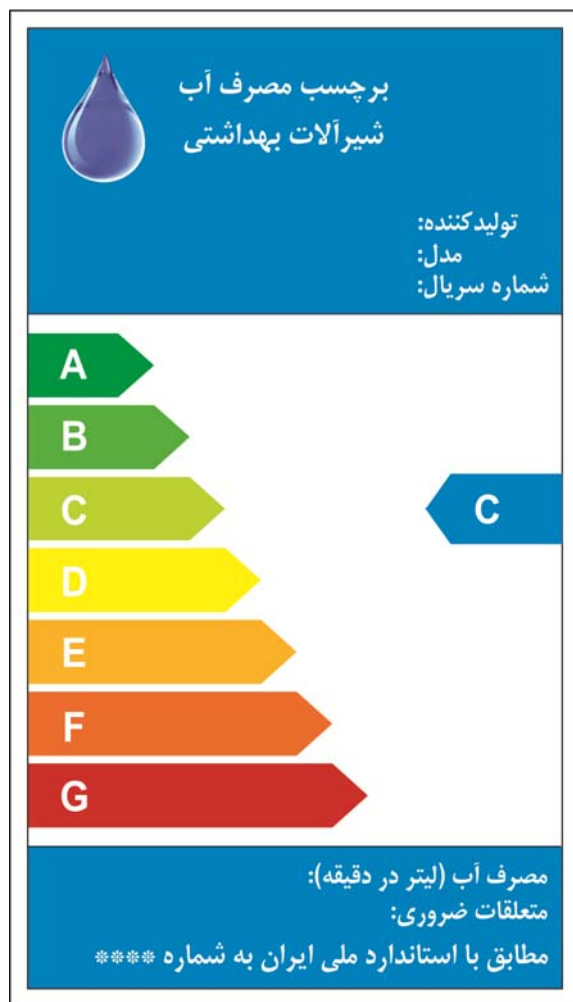 برچسب مصرف آب
شیرآلات بهداشتی
تولیدکننده:
مدل:
شماره سریال:
A
B
C
C
D
E
F
G
مصرف آب (لیتر در دقیقه):
متعلقات ضروری:
مطابق با استاندارد ملی ایران به شماره ****